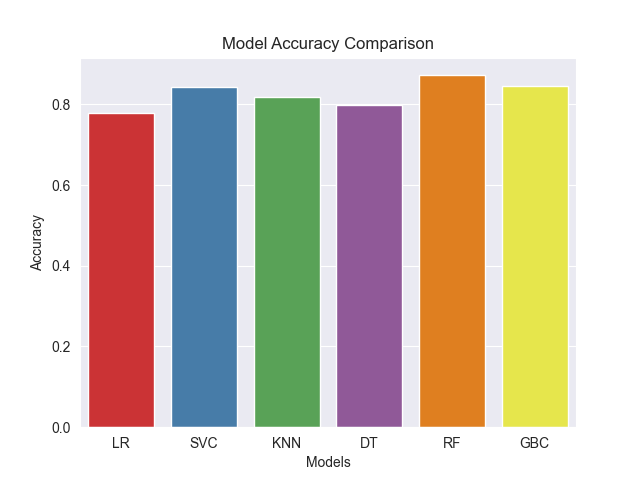 Model Accuracy Comparison
0.8
0.6
0.4
0.2
0.0
Accuracy
LR SVC KNN DT RF GBC
Models